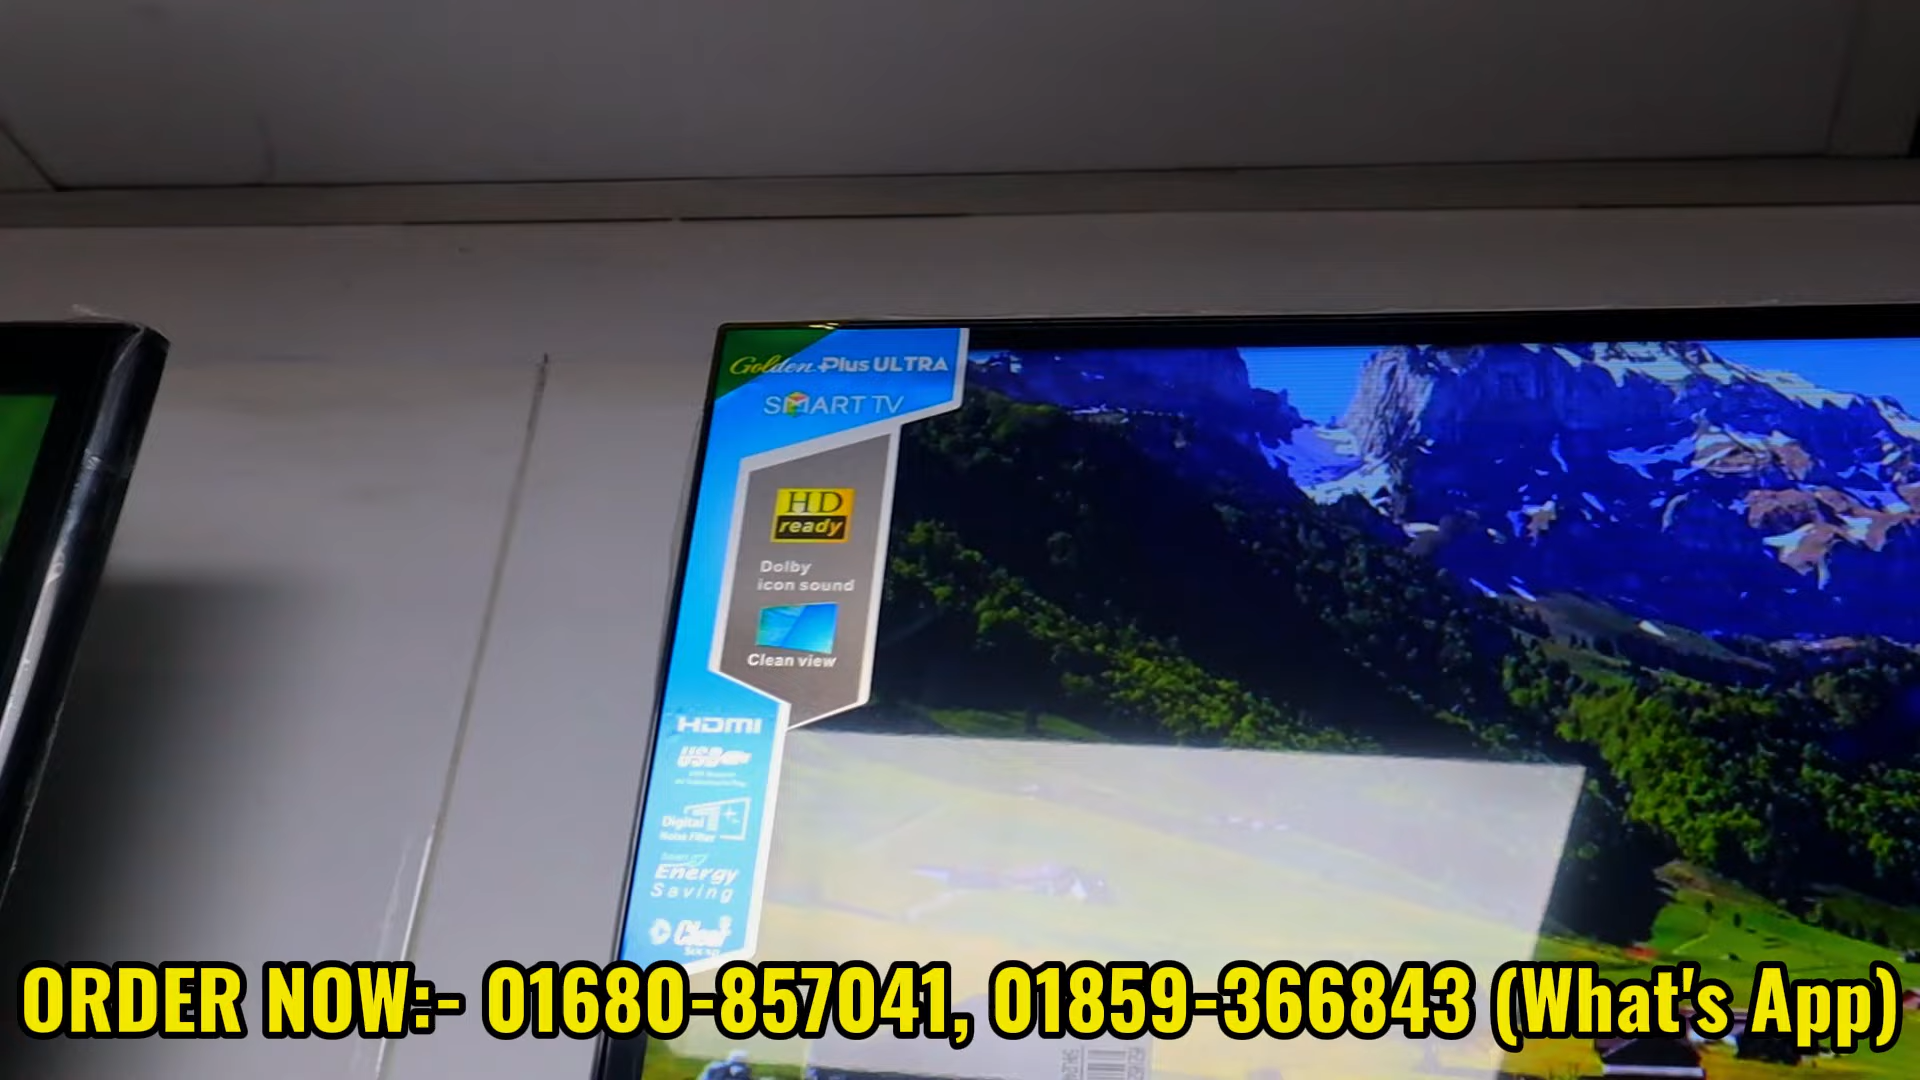 Golden Plus ULTRA
SMART TV
HD
ready
Dolby
icon sound
Clean view
HDMI
USB
Digital
Noise Filter
Energy
Saving
Clear
ORDER NOW:- 01680-857041, 01859-366843 (What's App)